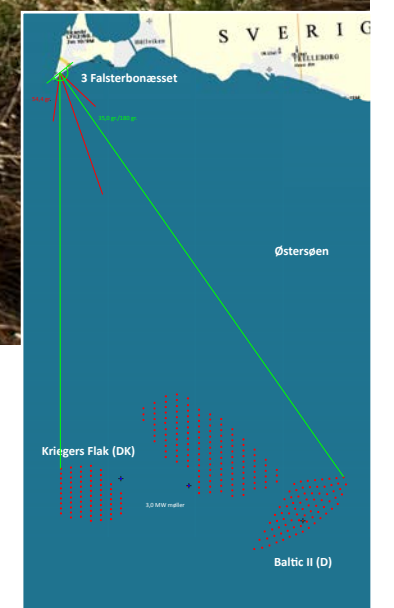 S V E R I G
TRELLEBORG
3 Falsterbonæsset
Østersøen
Kriegers Flak (DK)
3,0 MW møller
Baltic II (D)